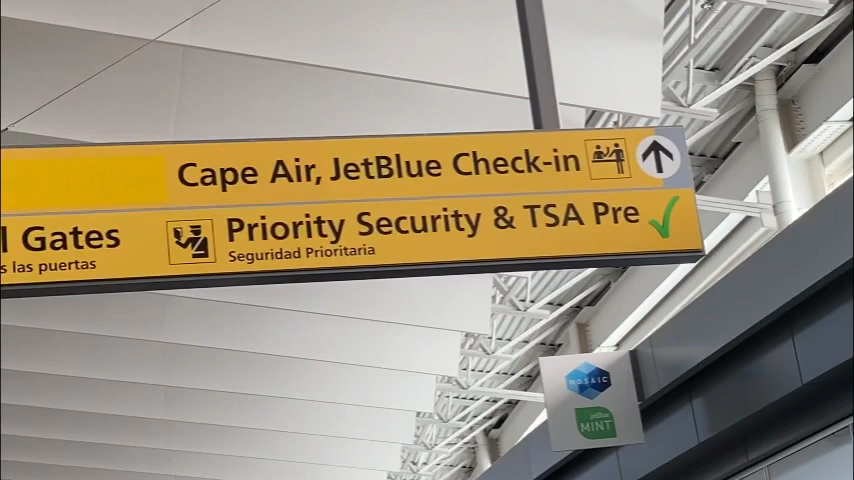 Cape Air, JetBlue Check-in
Gates
Priority Security & TSA Pre
s las puertas
Seguridad Prioritaria
MOSAIC
jetBlue
MINT